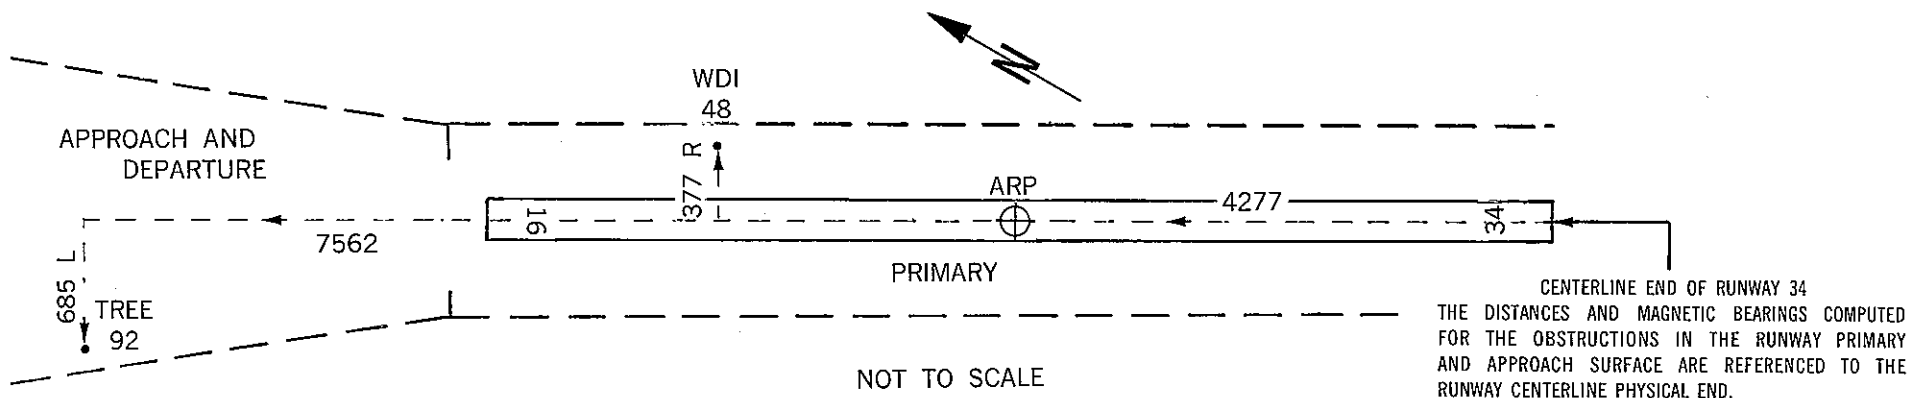 N
WDI
48
APPROACH AND
DEPARTURE
377 R
ARP
4277
16
34
7562
PRIMARY
685 L
TREE
92
CENTERLINE END OF RUNWAY 34
THE DISTANCES AND MAGNETIC BEARINGS COMPUTED
FOR THE OBSTRUCTIONS IN THE RUNWAY PRIMARY
AND APPROACH SURFACE ARE REFERENCED TO THE
RUNWAY CENTERLINE PHYSICAL END.
NOT TO SCALE